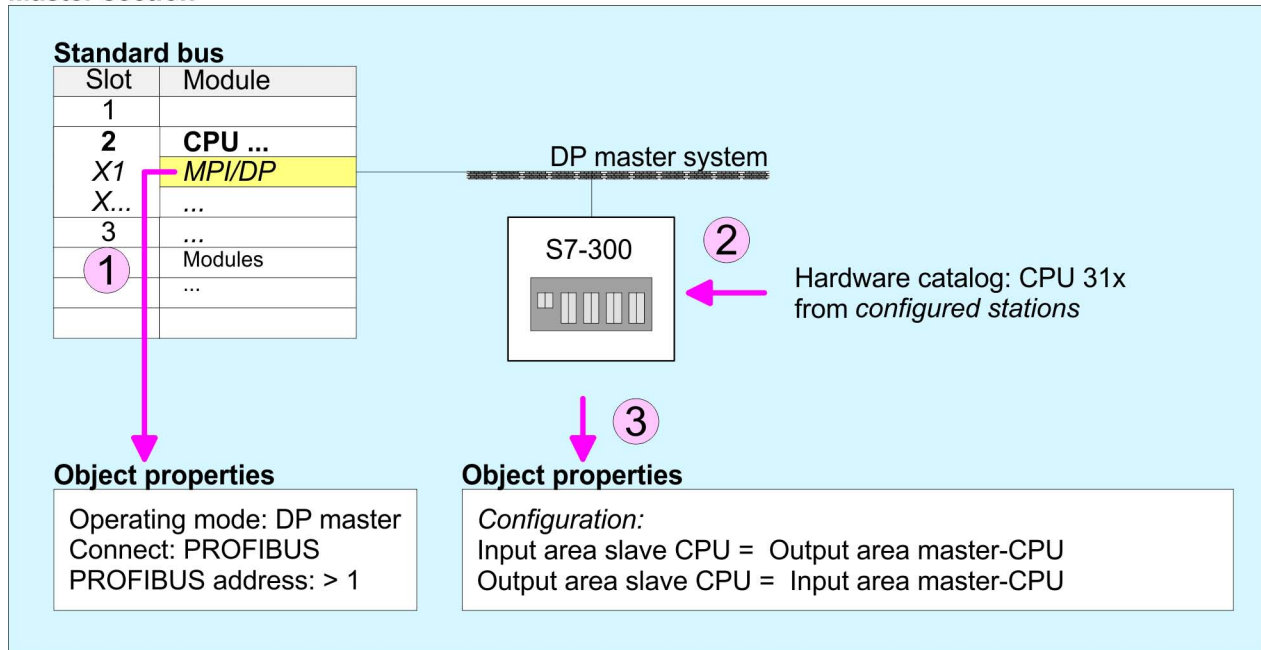 Standard bus
Slot Module
1
2 CPU ...
X1 MPI/DP
X... ...
3 ...
1 Modules
...
DP master system
S7-300
2
Hardware catalog: CPU 31x
from configured stations
3
Object properties
Operating mode: DP master
Connect: PROFIBUS
PROFIBUS address: > 1
Object properties
Configuration:
Input area slave CPU = Output area master-CPU
Output area slave CPU = Input area master-CPU